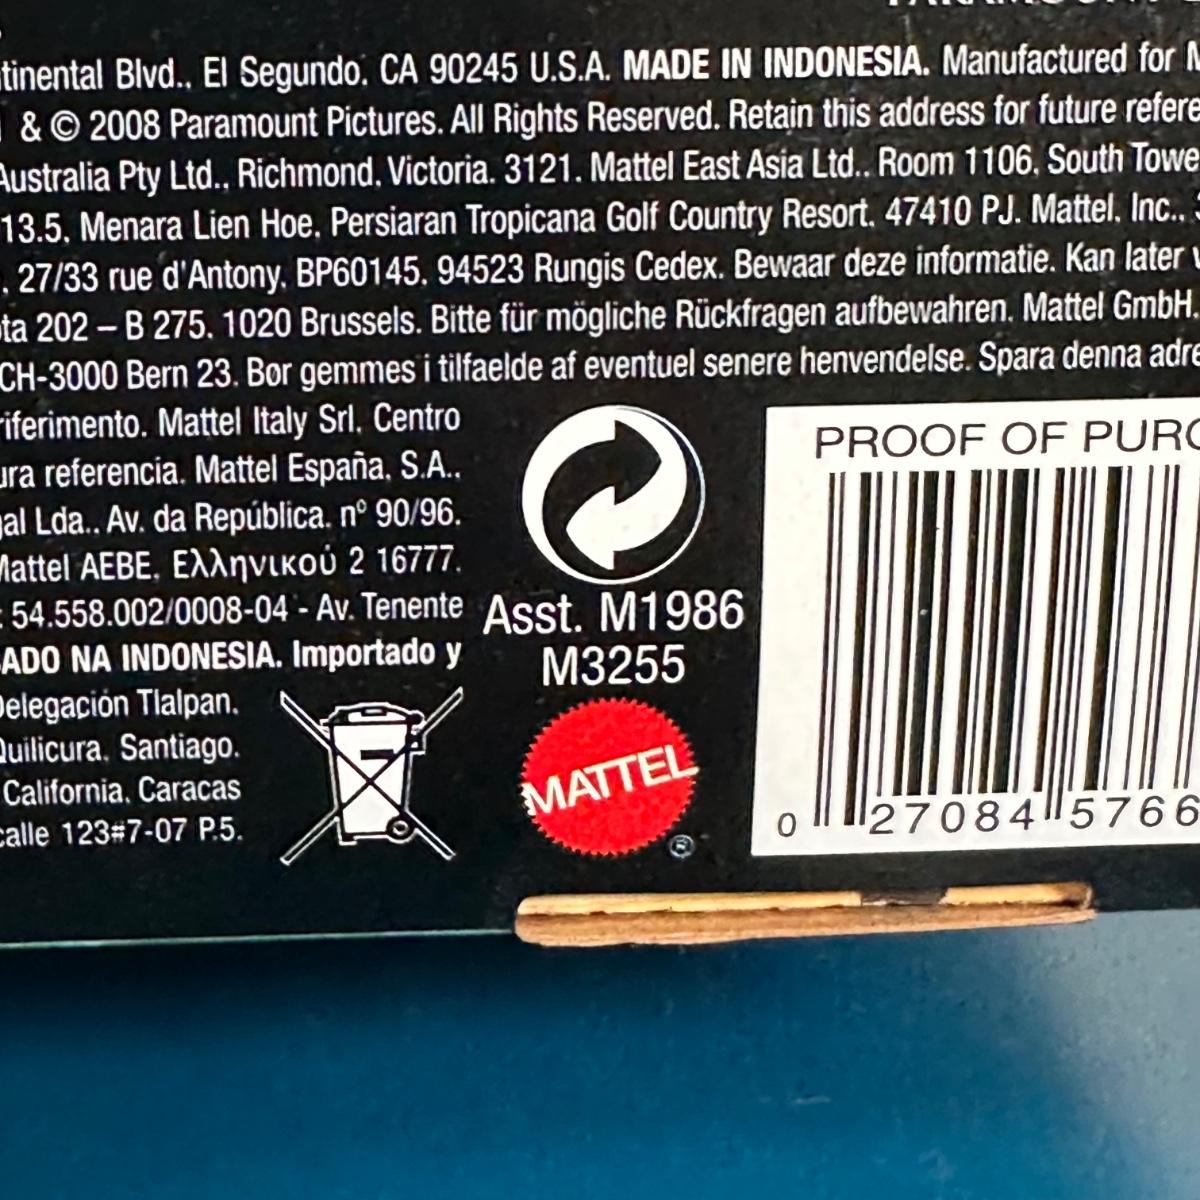 tinental Blvd., El Segundo, CA 90245 U.S.A. MADE IN INDONESIA. Manufactured for M
& © 2008 Paramount Pictures. All Rights Reserved. Retain this address for future refere
Australia Pty Ltd., Richmond, Victoria. 3121. Mattel East Asia Ltd., Room 1106, South Towe
13.5, Menara Lien Hoe, Persiaran Tropicana Golf Country Resort, 47410 PJ. Mattel, Inc.,
, 27/33 rue d'Antony, BP60145, 94523 Rungis Cedex. Bewaar deze informatie. Kan later v
ta 202 – B 275, 1020 Brussels. Bitte für mögliche Rückfragen aufbewahren. Mattel GmbH,
CH-3000 Bern 23. Bør gemmes i tilfaelde af eventuel senere henvendelse. Spara denna adre
riferimento. Mattel Italy Srl, Centro
ura referencia. Mattel España, S.A.,
gal Lda., Av. da República, nº 90/96,
Mattel AEBE, Ελληνικού 2 16777,
: 54.558.002/0008-04 - Av. Tenente
ADO NA INDONESIA. Importado y
Delegación Tlalpan,
Quilicura, Santiago.
California, Caracas
calle 123#7-07 P.5,
Asst. M1986
M3255
MATTEL
®
PROOF OF PURC
0 27084 5766